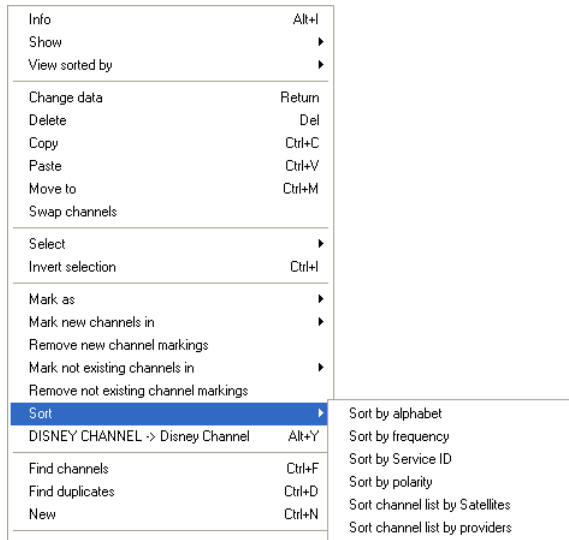 Info Alt+I
Show
View sorted by
Change data Return
Delete Del
Copy Ctrl+C
Paste Ctrl+V
Move to Ctrl+M
Swap channels
Select
Invert selection Ctrl+I
Mark as
Mark new channels in
Remove new channel markings
Mark not existing channels in
Remove not existing channel markings
Sort
DISNEY CHANNEL -> Disney Channel Alt+Y
Find channels Ctrl+F
Find duplicates Ctrl+D
New Ctrl+N
Sort by alphabet
Sort by frequency
Sort by Service ID
Sort by polarity
Sort channel list by Satellites
Sort channel list by providers